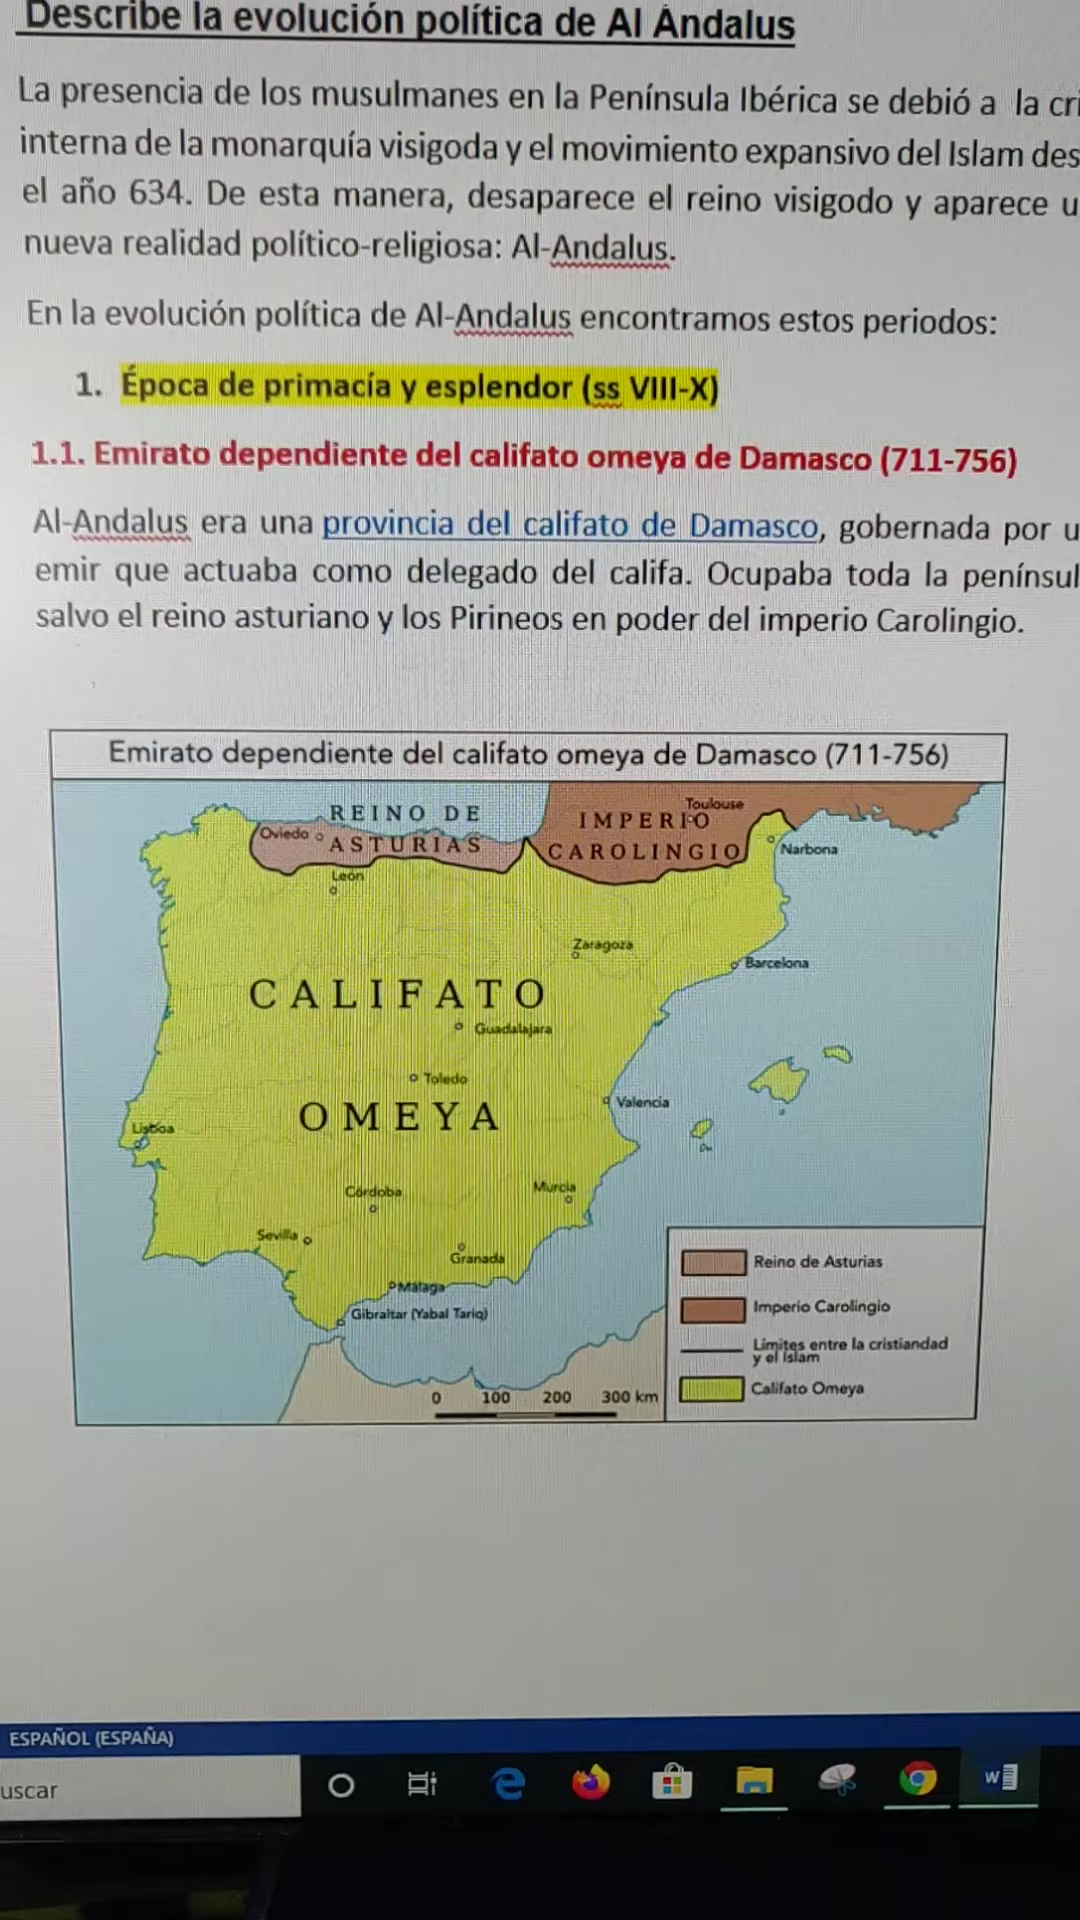 Describe la evolución política de Al Ándalus
La presencia de los musulmanes en la Península Ibérica se debió a la cri
interna de la monarquía visigoda y el movimiento expansivo del Islam des
el año 634. De esta manera, desaparece el reino visigodo y aparece u
nueva realidad político-religiosa: Al-Andalus.
En la evolución política de Al-Andalus encontramos estos periodos:
1. Época de primacía y esplendor (ss VIII-X)
1.1. Emirato dependiente del califato omeya de Damasco (711-756)
Al-Andalus era una provincia del califato de Damasco, gobernada por u
emir que actuaba como delegado del califa. Ocupaba toda la penínsul
salvo el reino asturiano y los Pirineos en poder del imperio Carolingio.
Emirato dependiente del califato omeya de Damasco (711-756)
REINO DE
ASTURIAS
Oviedo
León
Toulouse
IMPERIO
CAROLINGIO
Narbona
Zaragoza
Barcelona
CALIFATO
Guadalajara
Toledo
OMEYA
Valencia
Lisboa
Córdoba
Murcia
Sevilla
Granada
Málaga
Gibraltar (Yabal Tariq)
Reino de Asturias
Imperio Carolingio
Limites entre la cristiandad
y el Islam
Califato Omeya
0 100 200 300 km
ESPAÑOL (ESPAÑA)
uscar
W